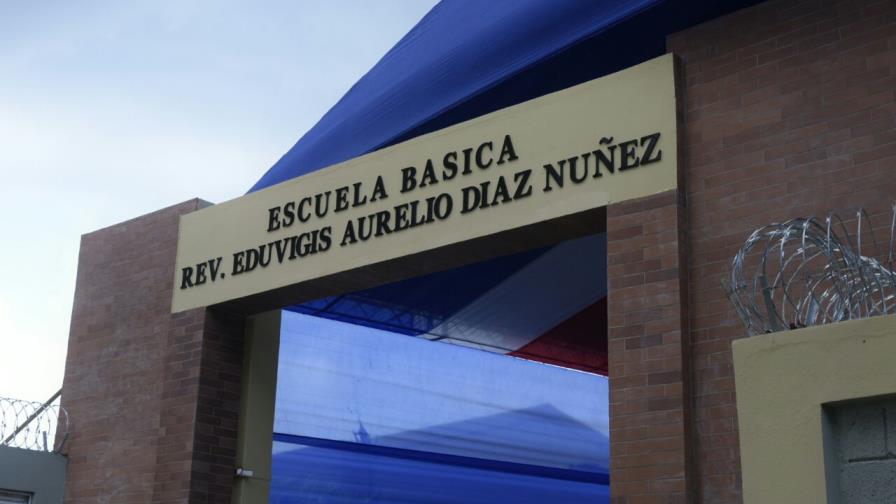 ESCUELA BASICA
REV. EDUVIGIS AURELIO DIAZ NUÑEZ